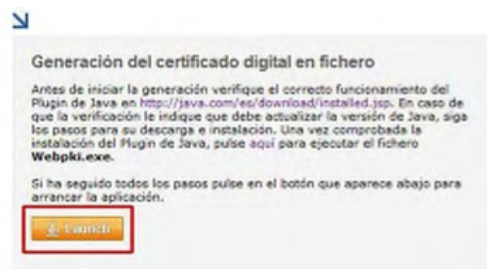 Generación del certificado digital en fichero
Antes de iniciar la generación verifique el correcto funcionamiento del
Plugin de Java en http://java.com/es/download/installed.jsp. En caso de
que la verificación le indique que debe actualizar la versión de Java, siga
los pasos para su descarga e instalación. Una vez comprobada la
instalación del Plugin de Java, pulse aquí para ejecutar el fichero
Webpki.exe.
Si ha seguido todos los pasos pulse en el botón que aparece abajo para
arrancar la aplicación.
Launch